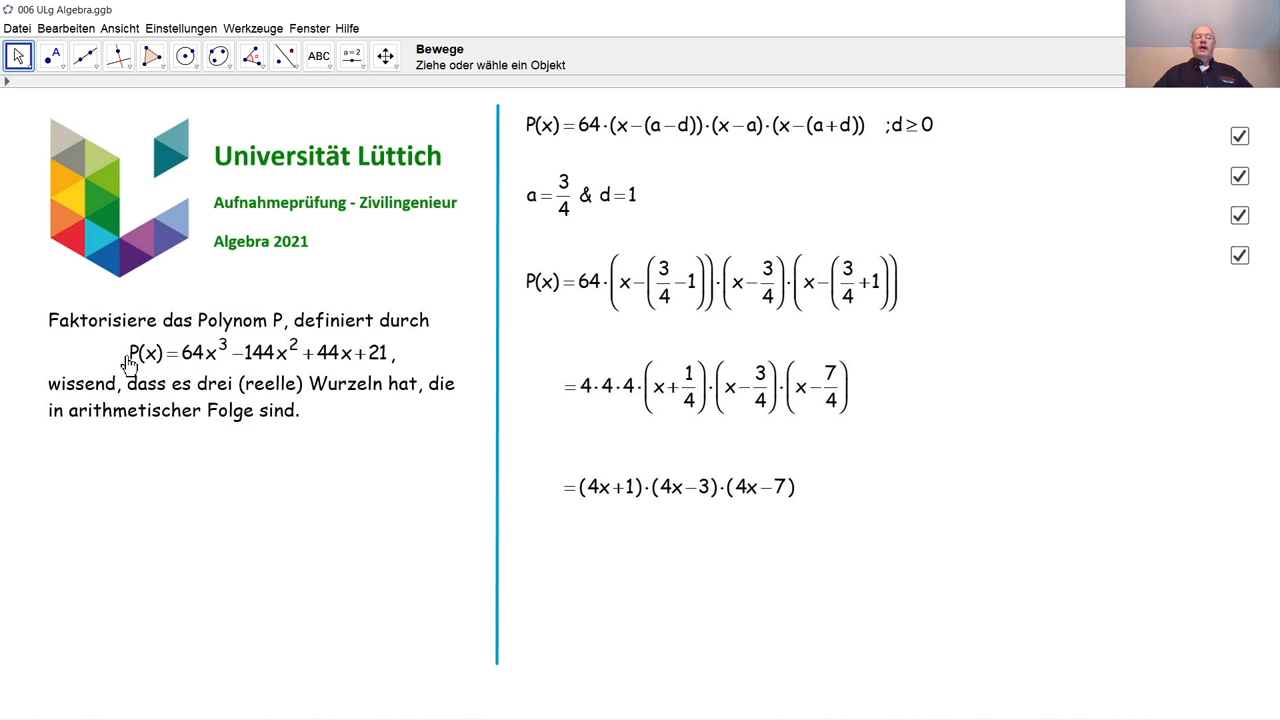 006 ULg Algebra.ggb
Datei Bearbeiten Ansicht Einstellungen Werkzeuge Fenster Hilfe
A
ABC
a=2
Bewege
Ziehe oder wähle ein Objekt
Universität Lüttich
Aufnahmeprüfung - Zivilingenieur
Algebra 2021
Faktorisiere das Polynom P, definiert durch
P(x) = 64x³ −144x² + 44x + 21 ,
wissend, dass es drei (reelle) Wurzeln hat, die
in arithmetischer Folge sind.
P(x) = 64·(x−(a−d))·(x−a)·(x−(a+d)) ;d ≥ 0
a = 3/4 & d = 1
P(x) = 64·(x−(3/4−1))·(x−3/4)·(x−(3/4+1))
= 4·4·4·(x+1/4)·(x−3/4)·(x−7/4)
= (4x+1)·(4x−3)·(4x−7)